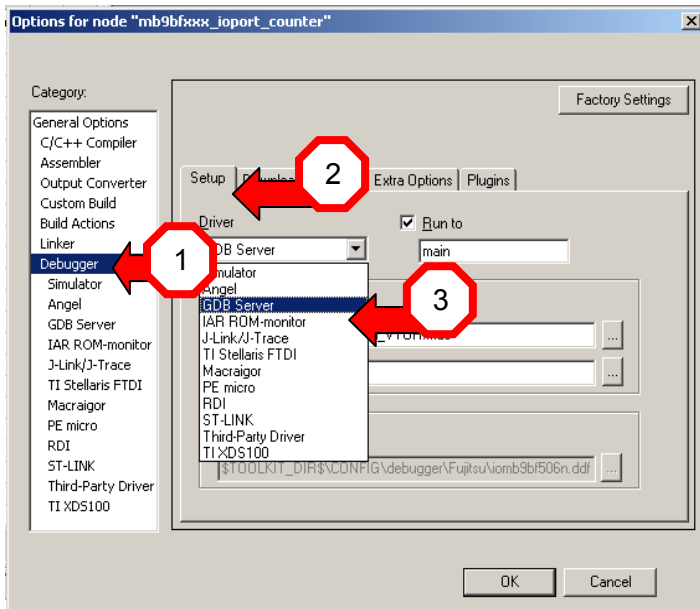 Options for node "mb9bfxxx_ioport_counter"
Category:
Factory Settings
General Options
C/C++ Compiler
Assembler
Output Converter
Custom Build
Build Actions
Linker
Debugger
Simulator
Angel
GDB Server
IAR ROM-monitor
J-Link/J-Trace
TI Stellaris FTDI
Macraigor
PE micro
RDI
ST-LINK
Third-Party Driver
TI XDS100
1
2
3
Setup Extra Options Plugins
Driver
Run to
GDB Server
main
Simulator
Angel
GDB Server
IAR ROM-monitor
J-Link/J-Trace
TI Stellaris FTDI
Macraigor
PE micro
RDI
ST-LINK
Third-Party Driver
TI XDS100
$TOOLKIT_DIR$\CONFIG\debugger\Fujitsu\iomb9bf506n.ddf
...
...
...
OK Cancel